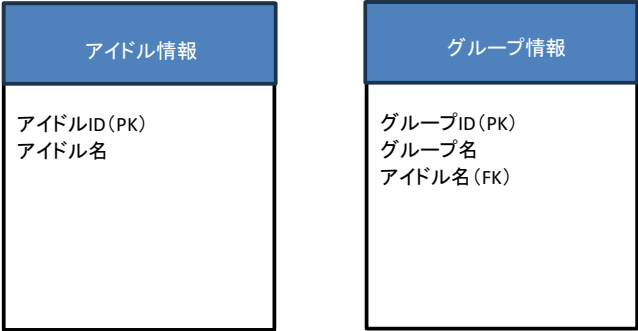 アイドル情報
アイドルID(PK)
アイドル名
グループ情報
グループID(PK)
グループ名
アイドル名(FK)